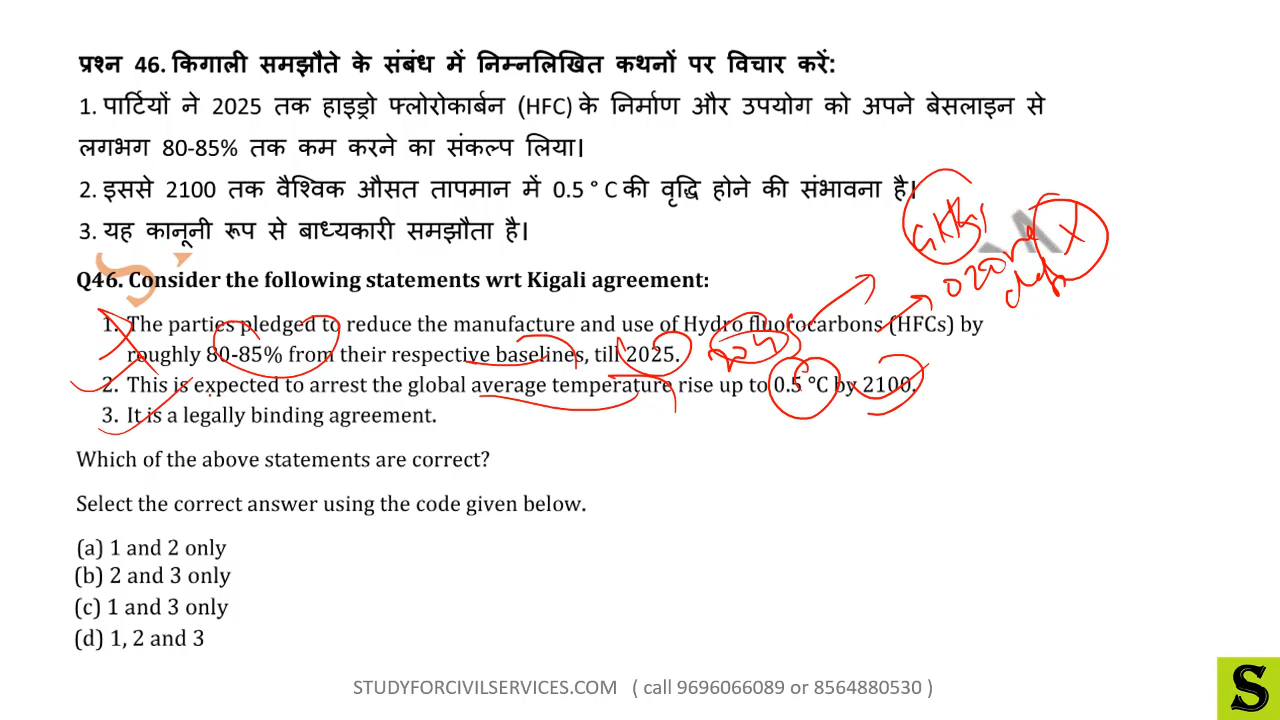 प्रश्न 46. किगाली समझौते के संबंध में निम्नलिखित कथनों पर विचार करें:
1. पार्टियों ने 2025 तक हाइड्रो फ्लोरोकार्बन (HFC) के निर्माण और उपयोग को अपने बेसलाइन से
लगभग 80-85% तक कम करने का संकल्प लिया।
2. इससे 2100 तक वैश्विक औसत तापमान में 0.5 ° C की वृद्धि होने की संभावना है।
3. यह कानूनी रूप से बाध्यकारी समझौता है।
Q46. Consider the following statements wrt Kigali agreement:
1. The parties pledged to reduce the manufacture and use of Hydro fluorocarbons (HFCs) by
roughly 80-85% from their respective baselines, till 2025.
2. This is expected to arrest the global average temperature rise up to 0.5 °C by 2100.
3. It is a legally binding agreement.
Which of the above statements are correct?
Select the correct answer using the code given below.
(a) 1 and 2 only
(b) 2 and 3 only
(c) 1 and 3 only
(d) 1, 2 and 3
STUDYFORCIVILSERVICES.COM ( call 9696066089 or 8564880530 )
S